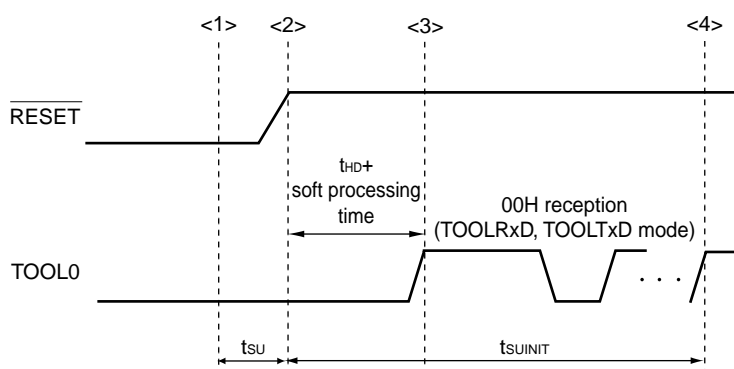 <1> <2> <3> <4>
RESET
tHD+
soft processing
time
00H reception
(TOOLRxD, TOOLTxD mode)
TOOL0
. . .
tSU
tSUINIT